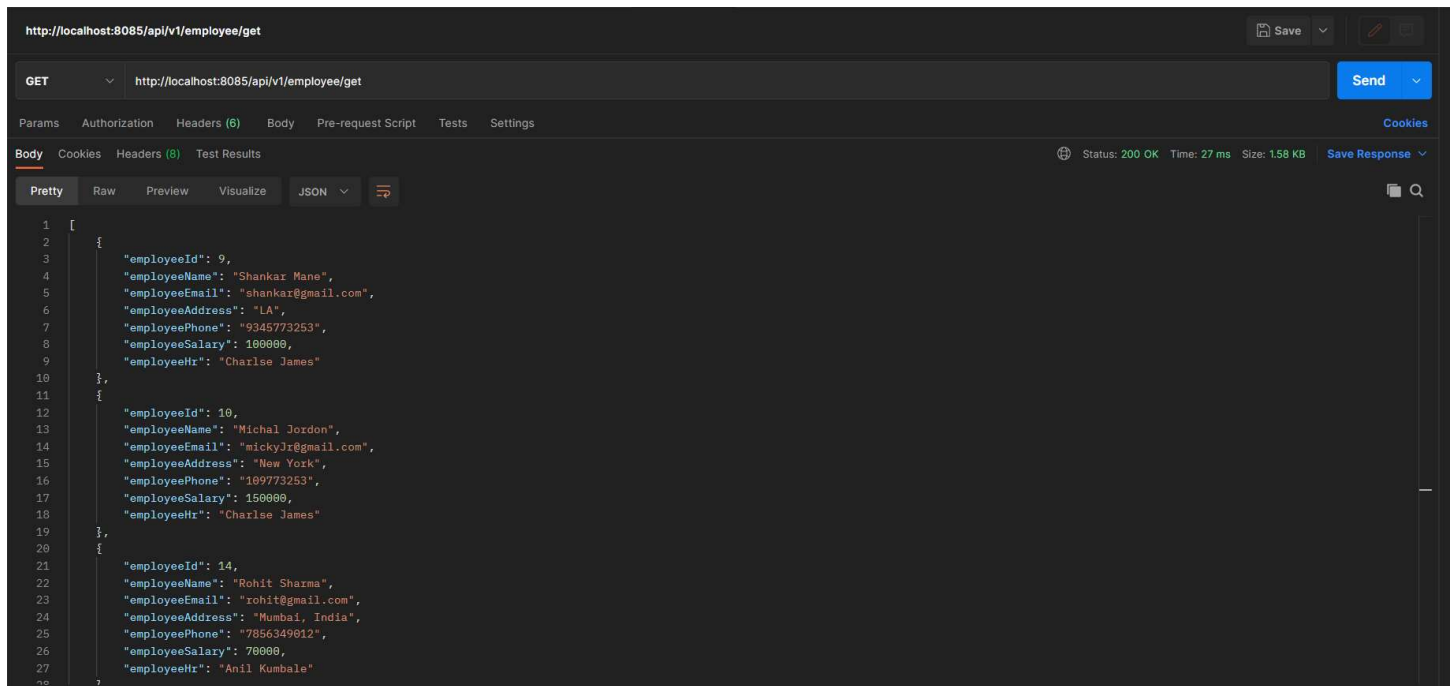 http://localhost:8085/api/v1/employee/get Save
GET http://localhost:8085/api/v1/employee/get Send
Params Authorization Headers (6) Body Pre-request Script Tests Settings Cookies
Body Cookies Headers (8) Test Results Status: 200 OK Time: 27 ms Size: 1.58 KB Save Response
Pretty Raw Preview Visualize JSON
1 [
2 {
3 "employeeId": 9,
4 "employeeName": "Shankar Mane",
5 "employeeEmail": "shankar@gmail.com",
6 "employeeAddress": "LA",
7 "employeePhone": "9345773253",
8 "employeeSalary": 100000,
9 "employeeHr": "Charlse James"
10 },
11 {
12 "employeeId": 10,
13 "employeeName": "Michal Jordon",
14 "employeeEmail": "mickyJr@gmail.com",
15 "employeeAddress": "New York",
16 "employeePhone": "109773253",
17 "employeeSalary": 150000,
18 "employeeHr": "Charlse James"
19 },
20 {
21 "employeeId": 14,
22 "employeeName": "Rohit Sharma",
23 "employeeEmail": "rohit@gmail.com",
24 "employeeAddress": "Mumbai, India",
25 "employeePhone": "7856349012",
26 "employeeSalary": 70000,
27 "employeeHr": "Anil Kumbale"